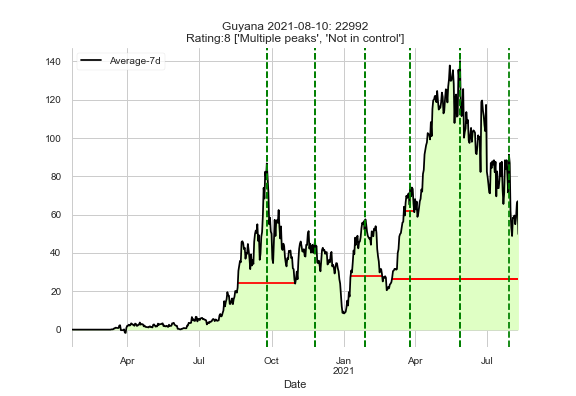 Guyana 2021-08-10: 22992
Rating:8 ['Multiple peaks', 'Not in control']
Average-7d
140
120
100
80
60
40
20
0
Apr
Jul
Oct
Jan
2021
Apr
Jul
Date